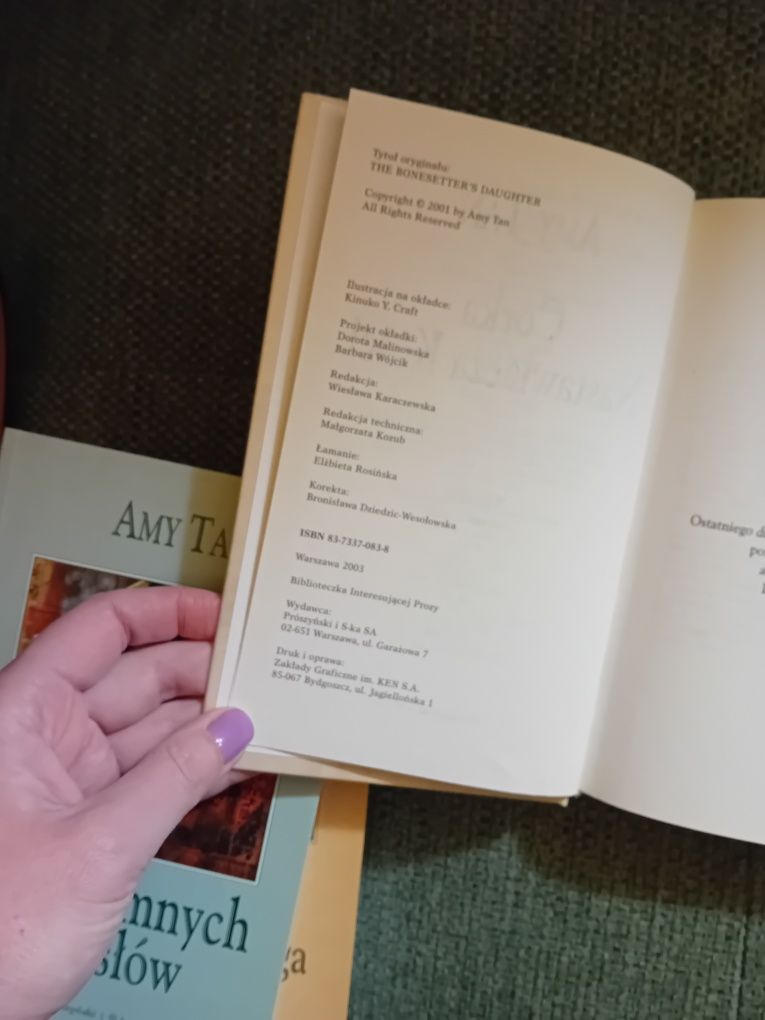 Tytuł oryginału:
THE BONESETTER'S DAUGHTER
Copyright © 2001 by Amy Tan
All Rights Reserved
Ilustracja na okładce:
Kinuko Y. Craft
Projekt okładki:
Dorota Malinowska
Barbara Wójcik
Redakcja:
Wiesława Karaczewska
Redakcja techniczna:
Małgorzata Kozub
Łamanie:
Elżbieta Rosińska
Korekta:
Bronisława Dziedzic-Wesołowska
ISBN 83-7337-083-8
Warszawa 2003
Biblioteczka Interesującej Prozy
Wydawca:
Prószyński i S-ka SA
02-651 Warszawa, ul. Garażowa 7
Druk i oprawa:
Zakłady Graficzne im. KEN S.A.
85-067 Bydgoszcz, ul. Jagiellońska 1
Ostatniego
po
AMY TA
mnych
słów
ga